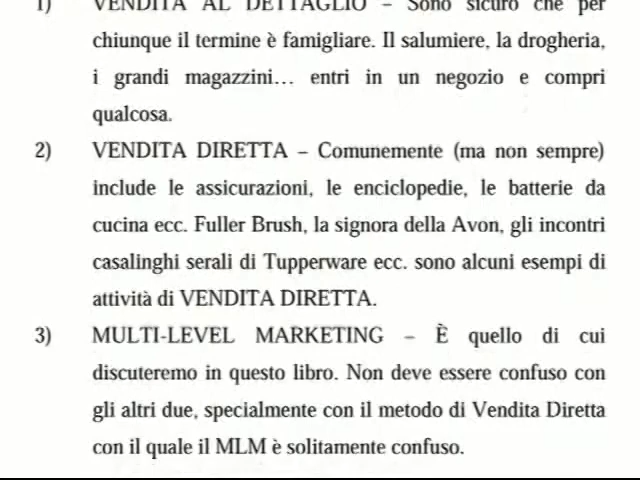 1) VENDITA AL DETTAGLIO – Sono sicuro che per
chiunque il termine è famigliare. Il salumiere, la drogheria,
i grandi magazzini… entri in un negozio e compri
qualcosa.
2) VENDITA DIRETTA – Comunemente (ma non sempre)
include le assicurazioni, le enciclopedie, le batterie da
cucina ecc. Fuller Brush, la signora della Avon, gli incontri
casalinghi serali di Tupperware ecc. sono alcuni esempi di
attività di VENDITA DIRETTA.
3) MULTI-LEVEL MARKETING – È quello di cui
discuteremo in questo libro. Non deve essere confuso con
gli altri due, specialmente con il metodo di Vendita Diretta
con il quale il MLM è solitamente confuso.